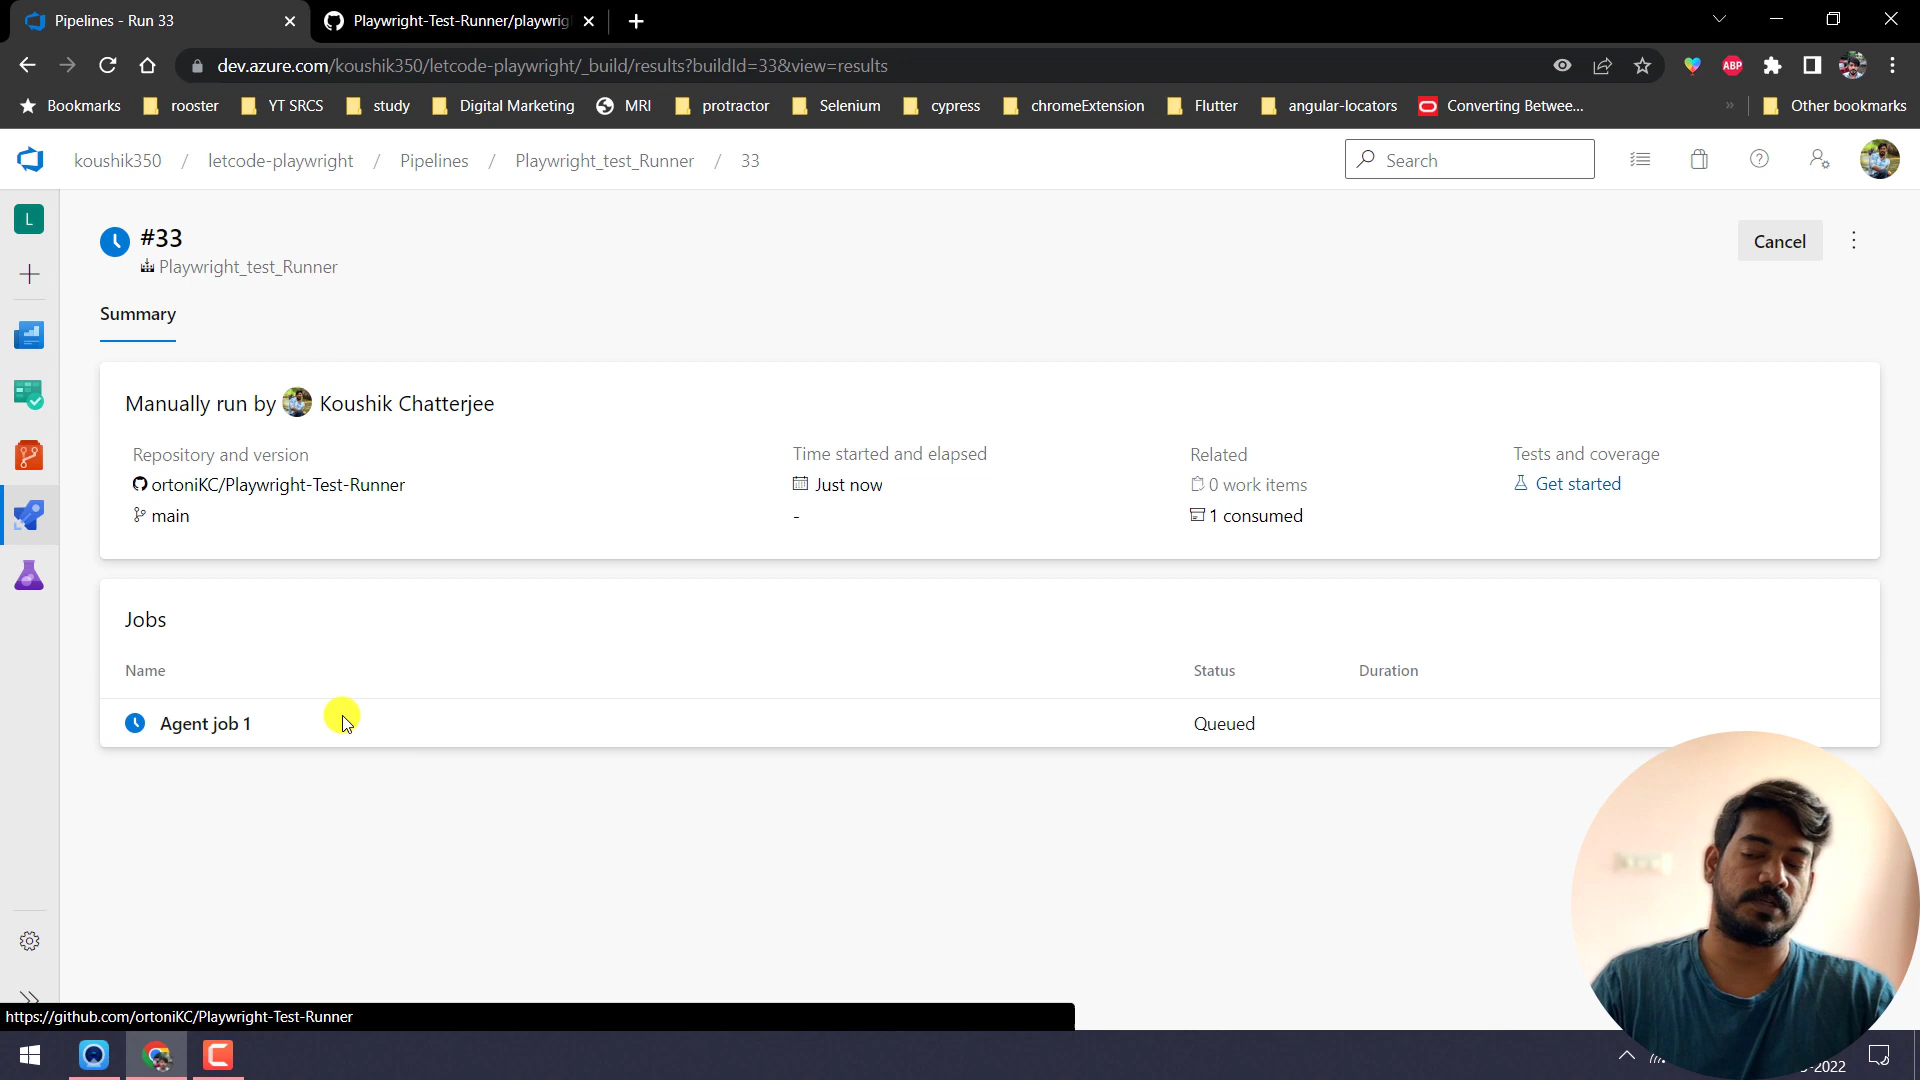 Pipelines - Run 33
Playwright-Test-Runner/playwrig
dev.azure.com/koushik350/letcode-playwright/_build/results?buildId=33&view=results
ABP
Bookmarks
rooster
YT SRCS
study
Digital Marketing
MRI
protractor
Selenium
cypress
chromeExtension
Flutter
angular-locators
Converting Betwee...
»
Other bookmarks
koushik350 / letcode-playwright / Pipelines / Playwright_test_Runner / 33
Search
L
#33
Cancel
Playwright_test_Runner
Summary
Manually run by Koushik Chatterjee
Repository and version
Time started and elapsed
Related
Tests and coverage
ortoniKC/Playwright-Test-Runner
Just now
0 work items
Get started
main
-
1 consumed
Jobs
Name
Status
Duration
Agent job 1
Queued
https://github.com/ortoniKC/Playwright-Test-Runner
-2022